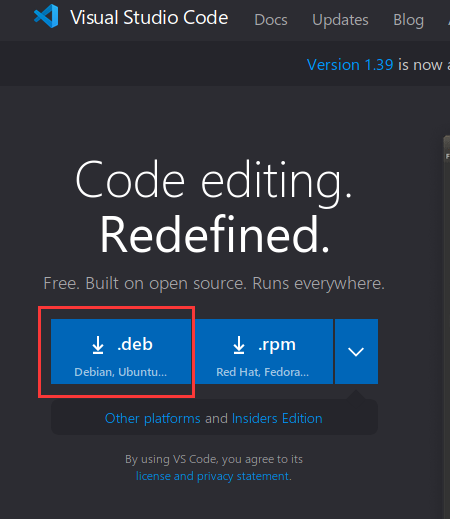 Visual Studio Code Docs Updates Blog
Version 1.39 is now a
Code editing.
Redefined.
Free. Built on open source. Runs everywhere.
.deb .rpm
Debian, Ubuntu... Red Hat, Fedora...
Other platforms and Insiders Edition
By using VS Code, you agree to its
license and privacy statement.